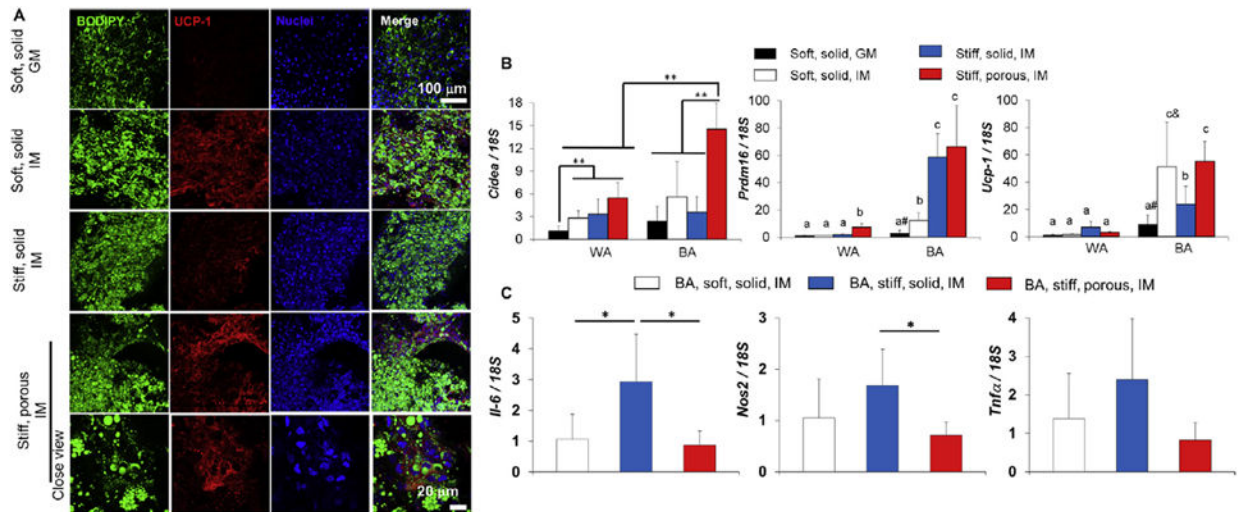 A
BODIPY UCP-1 Nuclei Merge
Soft, solid
GM
100 μm
Soft, solid
IM
Stiff, solid
IM
Stiff, porous
IM
Close view
20 μm
B
Soft, solid, GM
Stiff, solid, IM
Soft, solid, IM
Stiff, porous, IM
Cidea / 18S
18
15
12
9
6
3
0
**
**
**
WA BA
Prdm16 / 18S
100
80
60
40
20
0
a a a b a# b c c
WA BA
Ucp-1 / 18S
100
80
60
40
20
0
a a a a a# c& b c
WA BA
C
BA, soft, solid, IM
BA, stiff, solid, IM
BA, stiff, porous, IM
Il-6 / 18S
5
4
3
2
1
0
* *
Nos2 / 18S
3
2
1
0
*
Tnfα / 18S
4
3
2
1
0